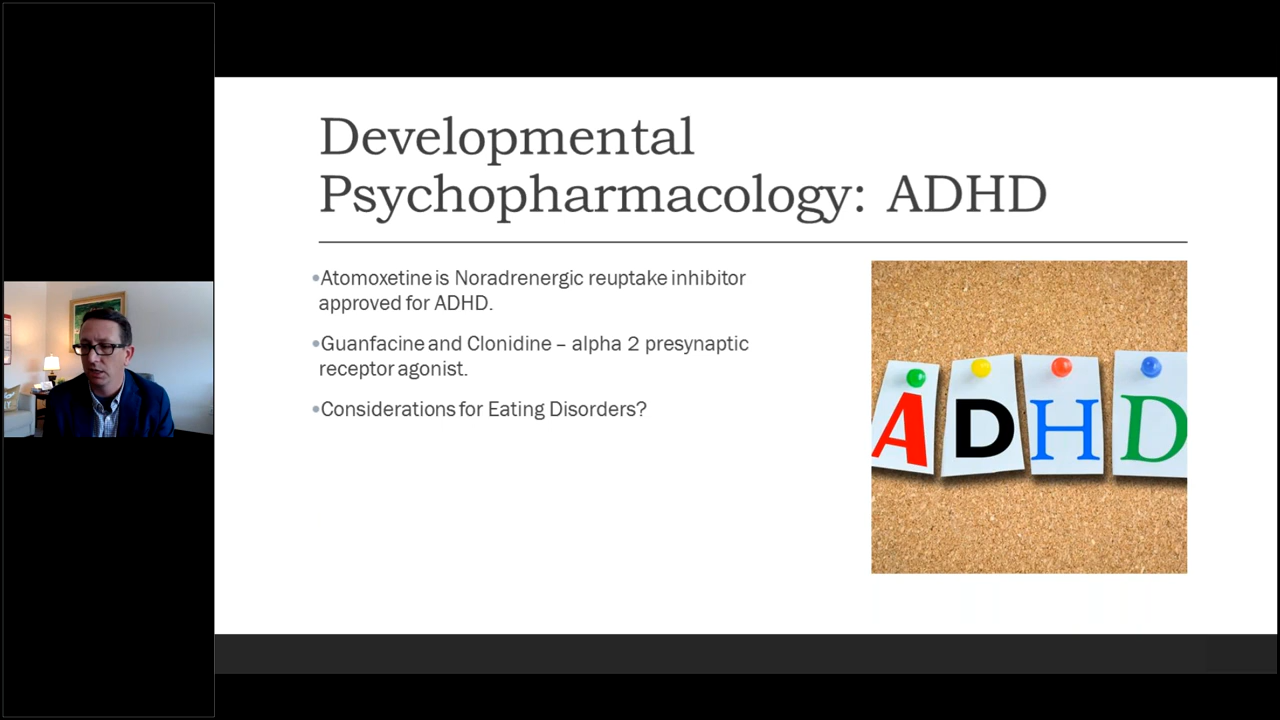 Developmental
Psychopharmacology: ADHD
•Atomoxetine is Noradrenergic reuptake inhibitor
approved for ADHD.
•Guanfacine and Clonidine – alpha 2 presynaptic
receptor agonist.
•Considerations for Eating Disorders?
ADHD